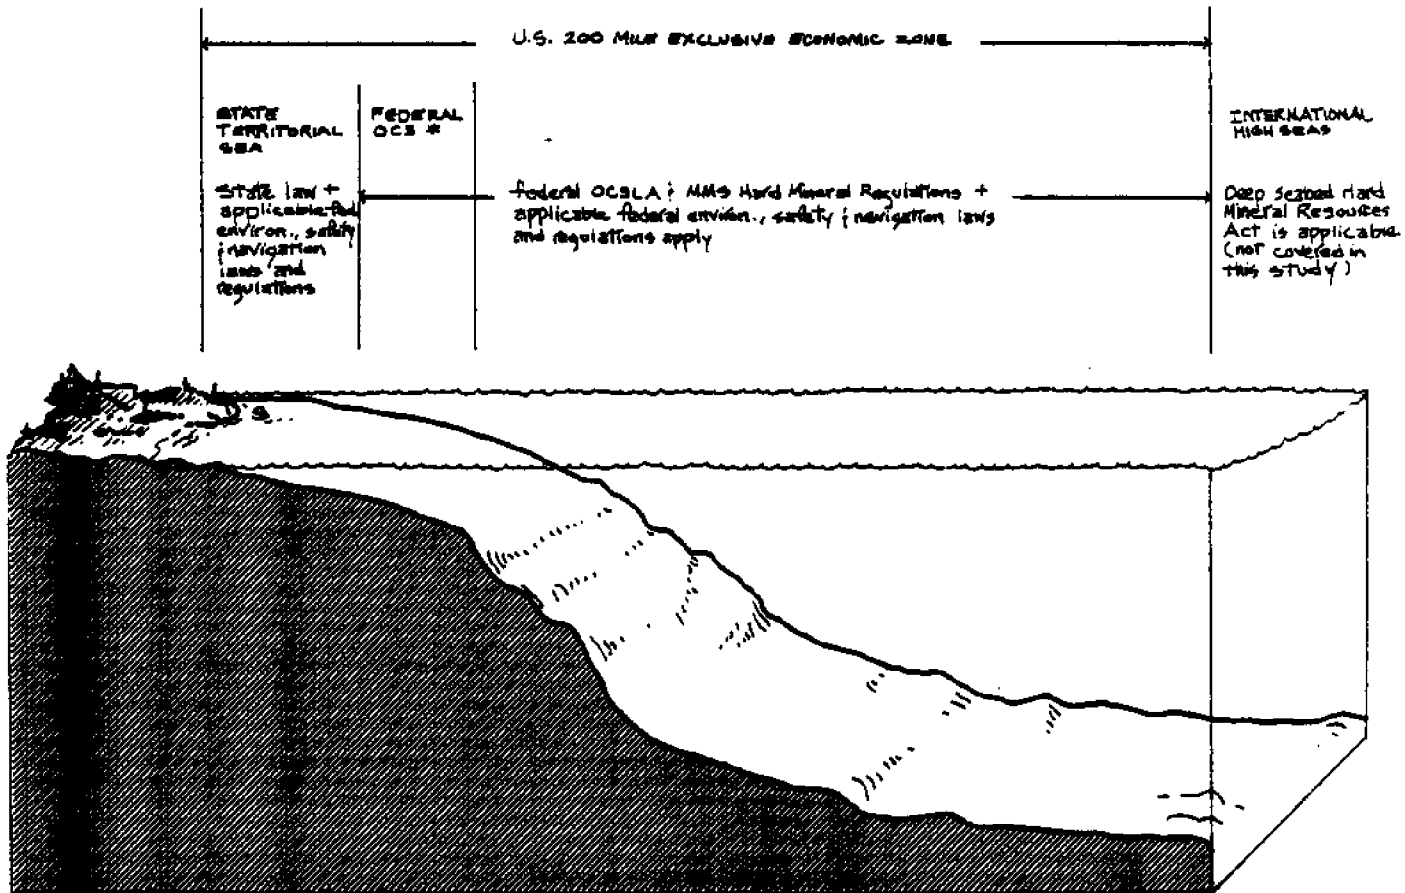 U.S. 200 MILE EXCLUSIVE ECONOMIC ZONE
STATE
TERRITORIAL
SEA
FEDERAL
OCS *
INTERNATIONAL
HIGH SEAS
State law +
applicable fed
environ., safety
& navigation
laws and
regulations
federal OCSLA & MMS Hard Mineral Regulations +
applicable federal environ., safety & navigation laws
and regulations apply
Deep Seabed Hard
Mineral Resources
Act is applicable
(not covered in
this study)